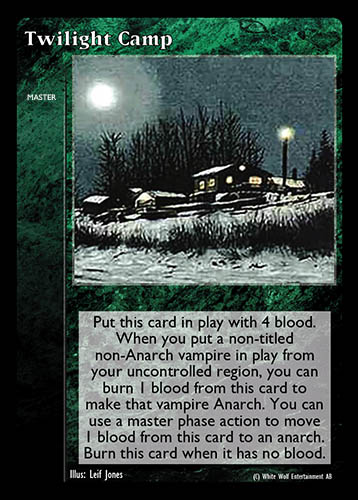 Twilight Camp
MASTER
Put this card in play with 4 blood.
When you put a non-titled
non-Anarch vampire in play from
your uncontrolled region, you can
burn 1 blood from this card to
make that vampire Anarch. You can
use a master phase action to move
1 blood from this card to an anarch.
Burn this card when it has no blood.
Illus: Leif Jones
(C) White Wolf Entertainment AB